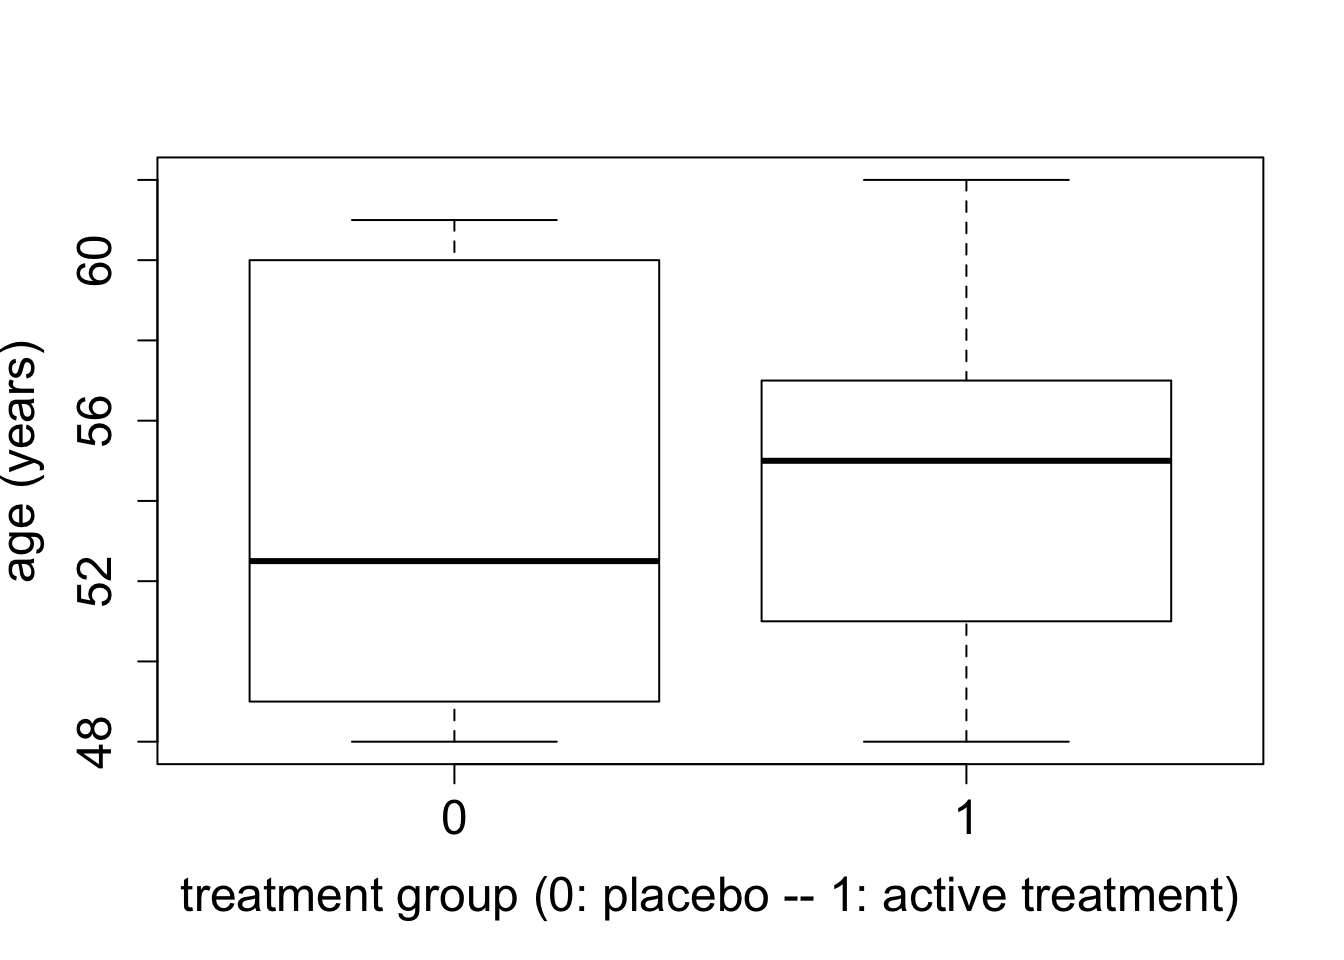 age (years)
60
56
52
48
0 1
treatment group (0: placebo -- 1: active treatment)